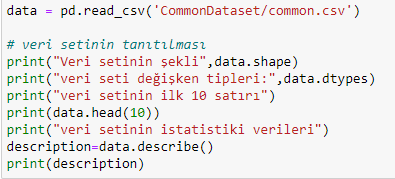 data = pd.read_csv('CommonDataset/common.csv')
# veri setinin tanıtılması
print("Veri setinin şekli",data.shape)
print("veri seti değişken tipleri:",data.dtypes)
print("veri setinin ilk 10 satırı")
print(data.head(10))
print("veri setinin istatistiki verileri")
description=data.describe()
print(description)